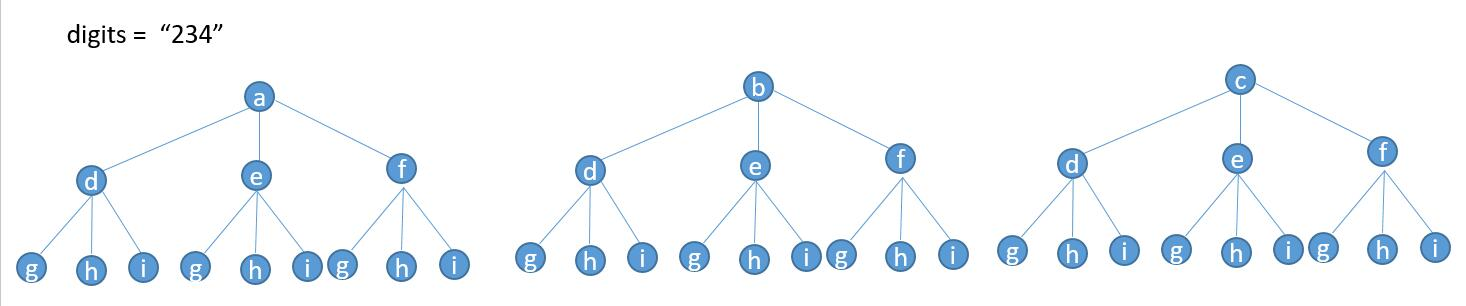 digits = “234”
a b c
d e f d e f d e f
g h i g h i g h i g h i g h i g h i g h i g h i g h i